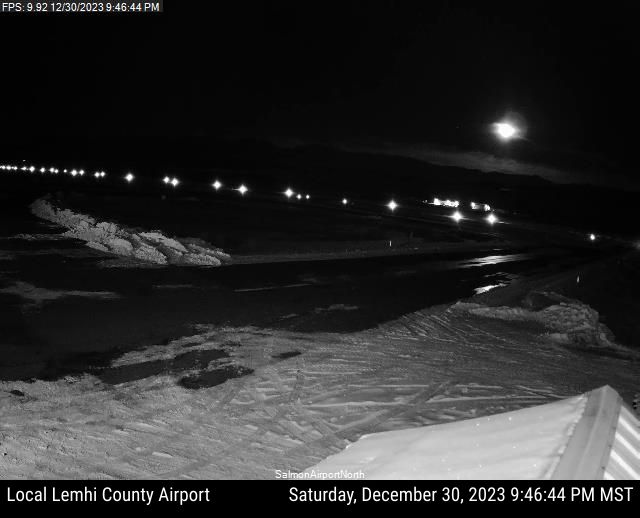 FPS: 9.92 12/30/2023 9:46:44 PM
SalmonAirportNorth
Local Lemhi County Airport
Saturday, December 30, 2023 9:46:44 PM MST